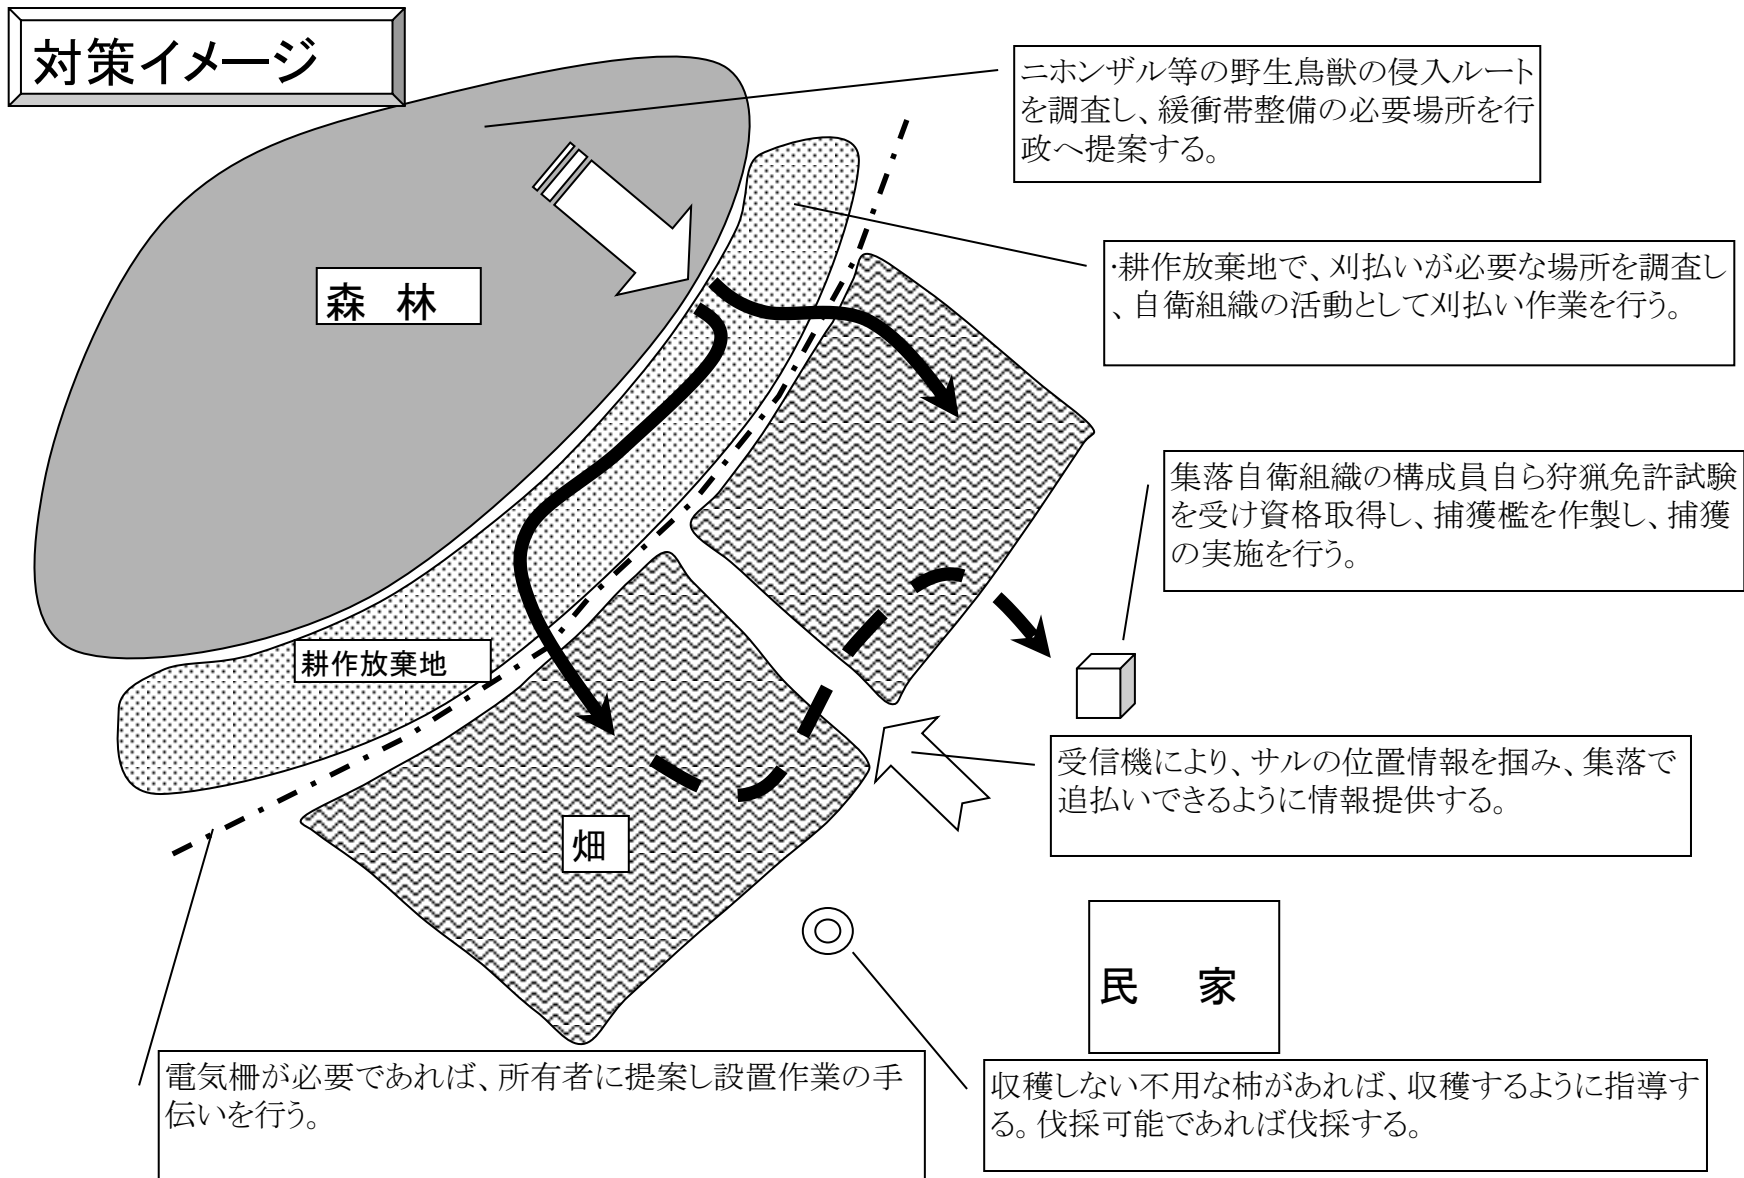 対策イメージ
ニホンザル等の野生鳥獣の侵入ルート
を調査し、緩衝帯整備の必要場所を行
政へ提案する。
森　林
・耕作放棄地で、刈払いが必要な場所を調査し
、自衛組織の活動として刈払い作業を行う。
集落自衛組織の構成員自ら狩猟免許試験
を受け資格取得し、捕獲檻を作製し、捕獲
の実施を行う。
耕作放棄地
受信機により、サルの位置情報を掴み、集落で
追払いできるように情報提供する。
畑
民　家
電気柵が必要であれば、所有者に提案し設置作業の手
伝いを行う。
収穫しない不用な柿があれば、収穫するように指導す
る。伐採可能であれば伐採する。